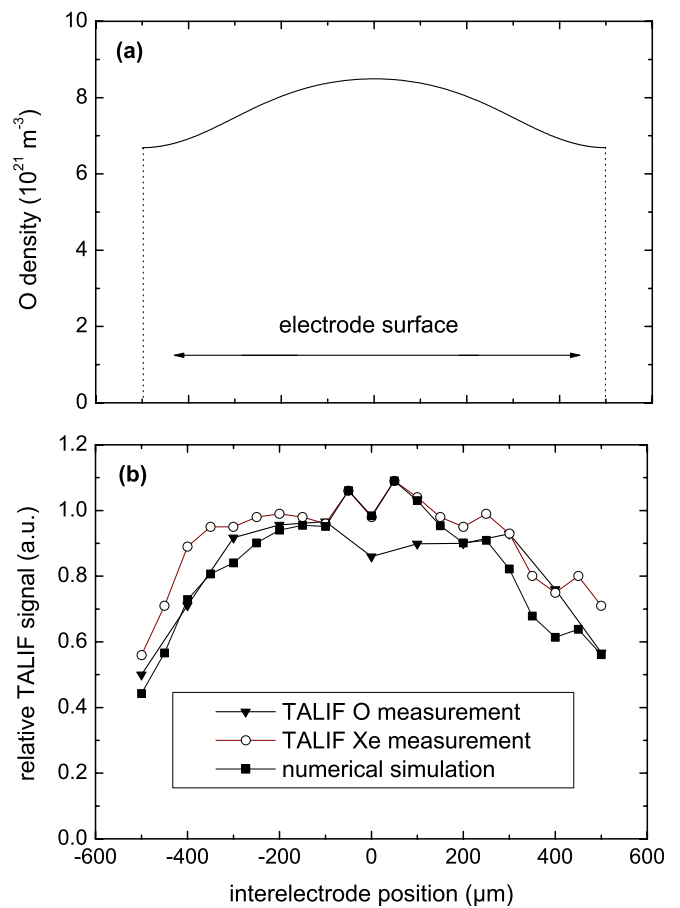 10
(a)
8
6
4
2
0
O density (10²¹ m⁻³)
electrode surface
1.2
(b)
1.0
0.8
0.6
0.4
0.2
0.0
relative TALIF signal (a.u.)
TALIF O measurement
TALIF Xe measurement
numerical simulation
-600 -400 -200 0 200 400 600
interelectrode position (µm)